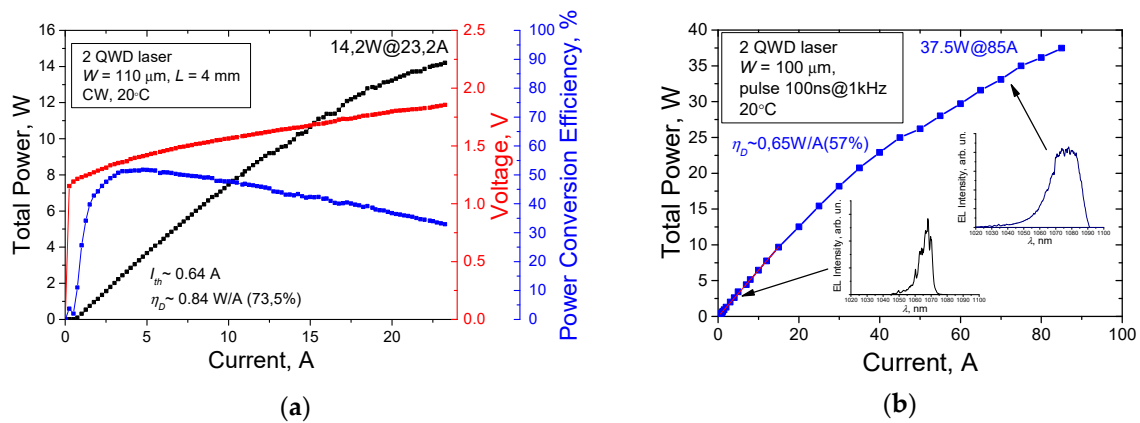 2 QWD laser
W = 110 μm, L = 4 mm
CW, 20°C
14,2W@23,2A
I_th~ 0.64 A
η_D~ 0.84 W/A (73,5%)
Total Power, W
16
14
12
10
8
6
4
2
0
0
5
10
15
20
Current, A
2.5
2.0
1.5
1.0
0.5
0.0
Voltage, V
100
90
80
70
60
50
40
30
20
10
0
Power Conversion Efficiency, %
(a)
2 QWD laser
W = 100 μm,
pulse 100ns@1kHz
20°C
37.5W@85A
η_D~0,65W/A(57%)
Total Power, W
40
35
30
25
20
15
10
5
0
0
20
40
60
80
100
Current, A
EL Intensity, arb. un.
1020 1030 1040 1050 1060 1070 1080 1090 1100
λ, nm
EL Intensity, arb. un.
1020 1030 1040 1050 1060 1070 1080 1090 1100
λ, nm
(b)